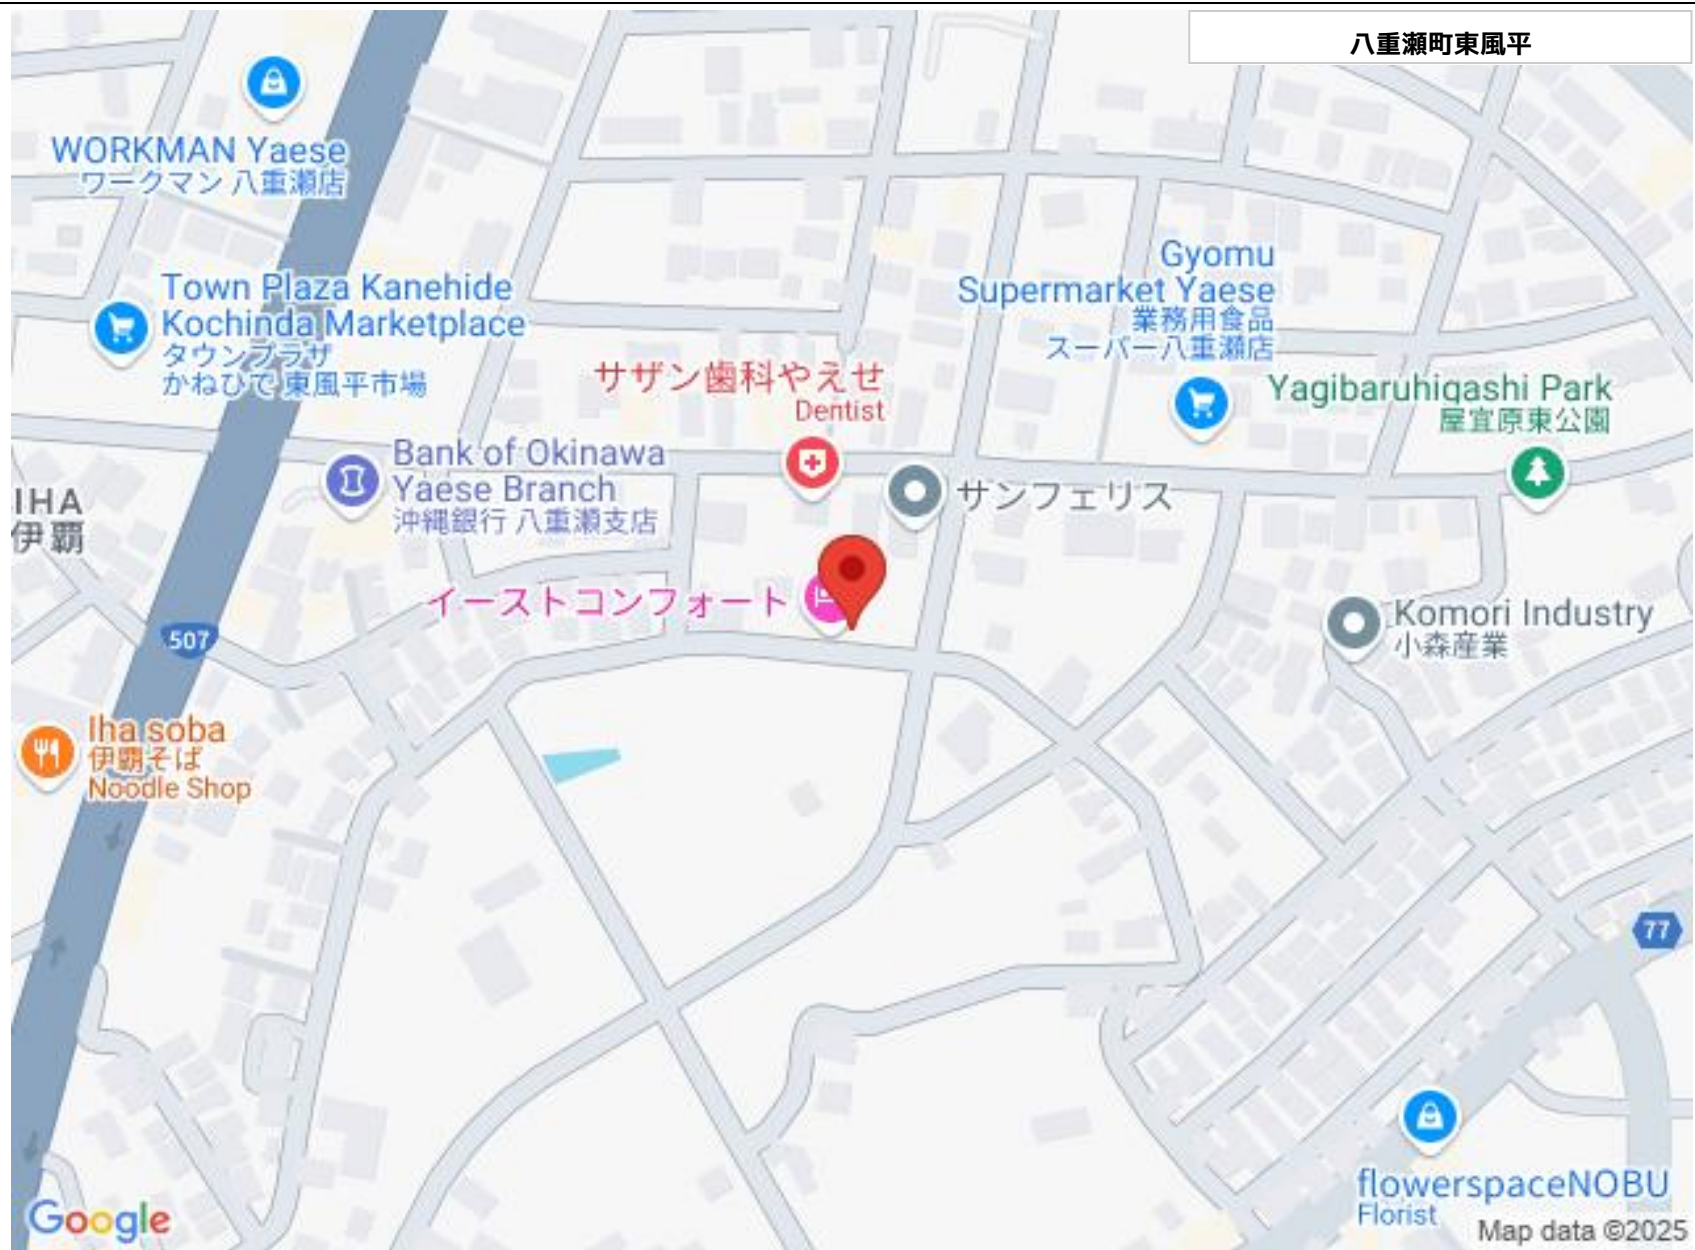 八重瀬町東風平
WORKMAN Yaese
ワークマン 八重瀬店
Town Plaza Kanehide
Kochinda Marketplace
タウンプラザ
かねひで 東風平市場
Gyomu
Supermarket Yaese
業務用食品
スーパー八重瀬店
サザン歯科やえせ
Dentist
Yagibaruhigashi Park
屋宜原東公園
Bank of Okinawa
Yaese Branch
沖縄銀行 八重瀬支店
サンフェリス
IHA
伊覇
イーストコンフォート
Komori Industry
小森産業
507
Iha soba
伊覇そば
Noodle Shop
77
flowerspaceNOBU
Florist
Google
Map data ©2025